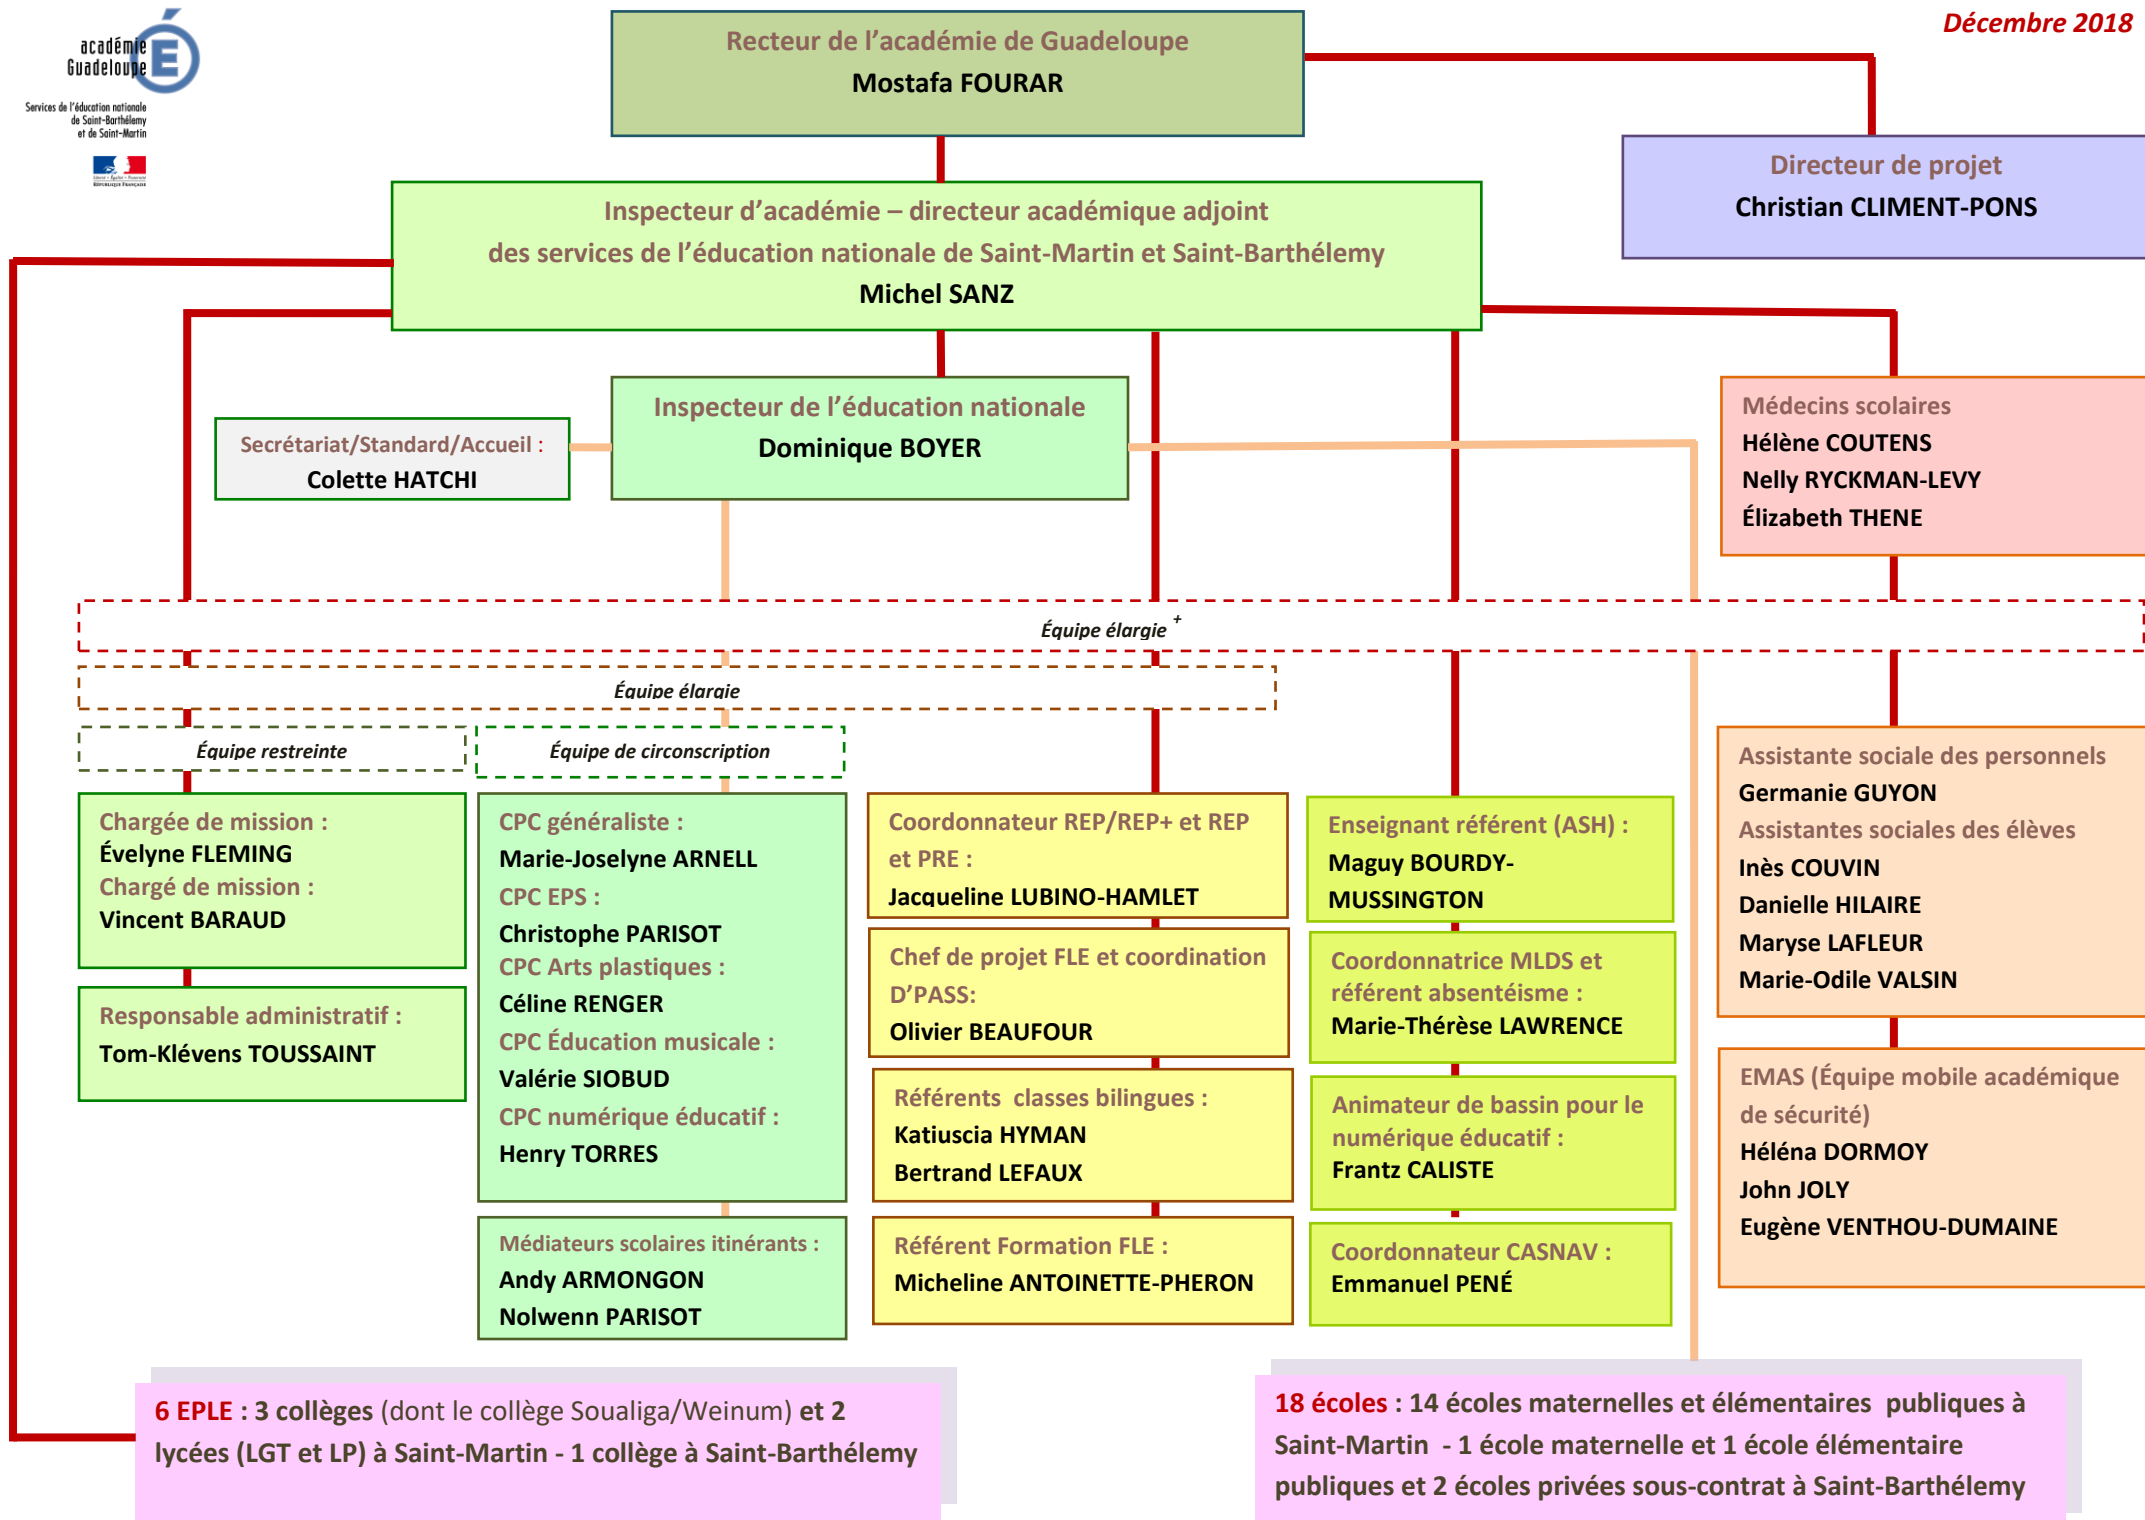 académie
Guadeloupe
É
Services de l'éducation nationale
de Saint-Barthélemy
et de Saint-Martin
Liberté • Égalité • Fraternité
RÉPUBLIQUE FRANÇAISE
Décembre 2018
Recteur de l'académie de Guadeloupe
Mostafa FOURAR
Directeur de projet
Christian CLIMENT-PONS
Inspecteur d'académie – directeur académique adjoint
des services de l'éducation nationale de Saint-Martin et Saint-Barthélemy
Michel SANZ
Inspecteur de l'éducation nationale
Dominique BOYER
Secrétariat/Standard/Accueil :
Colette HATCHI
Médecins scolaires
Hélène COUTENS
Nelly RYCKMAN-LEVY
Élizabeth THENE
Équipe élargie +
Équipe élargie
Équipe restreinte
Équipe de circonscription
Chargée de mission :
Évelyne FLEMING
Chargé de mission :
Vincent BARAUD
Responsable administratif :
Tom-Klévens TOUSSAINT
CPC généraliste :
Marie-Joselyne ARNELL
CPC EPS :
Christophe PARISOT
CPC Arts plastiques :
Céline RENGER
CPC Éducation musicale :
Valérie SIOBUD
CPC numérique éducatif :
Henry TORRES
Médiateurs scolaires itinérants :
Andy ARMONGON
Nolwenn PARISOT
Coordonnateur REP/REP+ et REP
et PRE :
Jacqueline LUBINO-HAMLET
Chef de projet FLE et coordination
D'PASS:
Olivier BEAUFOUR
Référents classes bilingues :
Katiuscia HYMAN
Bertrand LEFAUX
Référent Formation FLE :
Micheline ANTOINETTE-PHERON
Enseignant référent (ASH) :
Maguy BOURDY-
MUSSINGTON
Coordonnatrice MLDS et
référent absentéisme :
Marie-Thérèse LAWRENCE
Animateur de bassin pour le
numérique éducatif :
Frantz CALISTE
Coordonnateur CASNAV :
Emmanuel PENÉ
Assistante sociale des personnels
Germanie GUYON
Assistantes sociales des élèves
Inès COUVIN
Danielle HILAIRE
Maryse LAFLEUR
Marie-Odile VALSIN
EMAS (Équipe mobile académique
de sécurité)
Héléna DORMOY
John JOLY
Eugène VENTHOU-DUMAINE
6 EPLE : 3 collèges (dont le collège Soualiga/Weinum) et 2
lycées (LGT et LP) à Saint-Martin - 1 collège à Saint-Barthélemy
18 écoles : 14 écoles maternelles et élémentaires publiques à
Saint-Martin - 1 école maternelle et 1 école élémentaire
publiques et 2 écoles privées sous-contrat à Saint-Barthélemy